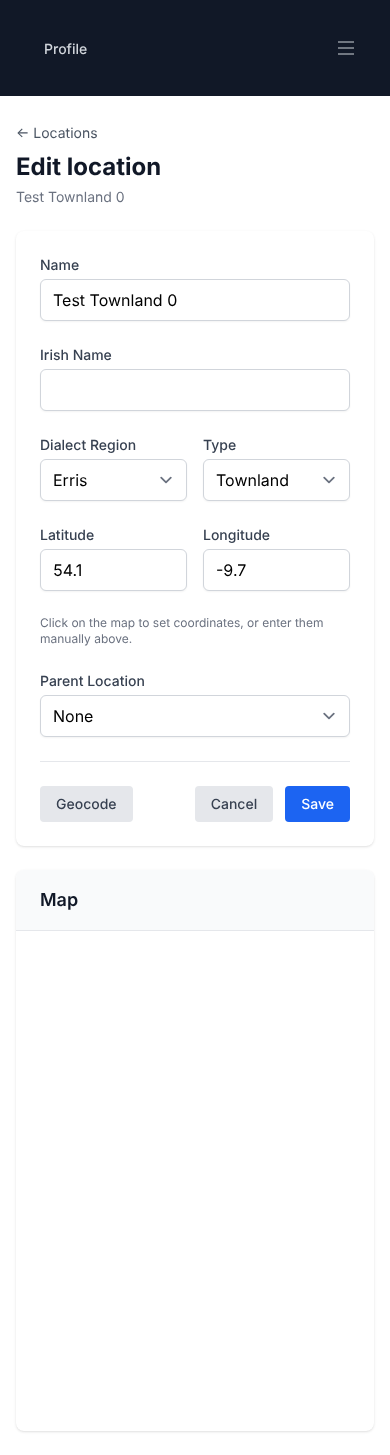 Profile
← Locations
Edit location
Test Townland 0
Name
Test Townland 0
Irish Name
Dialect Region
Type
Erris
Townland
Latitude
Longitude
54.1
-9.7
Click on the map to set coordinates, or enter them
manually above.
Parent Location
None
Geocode
Cancel
Save
Map